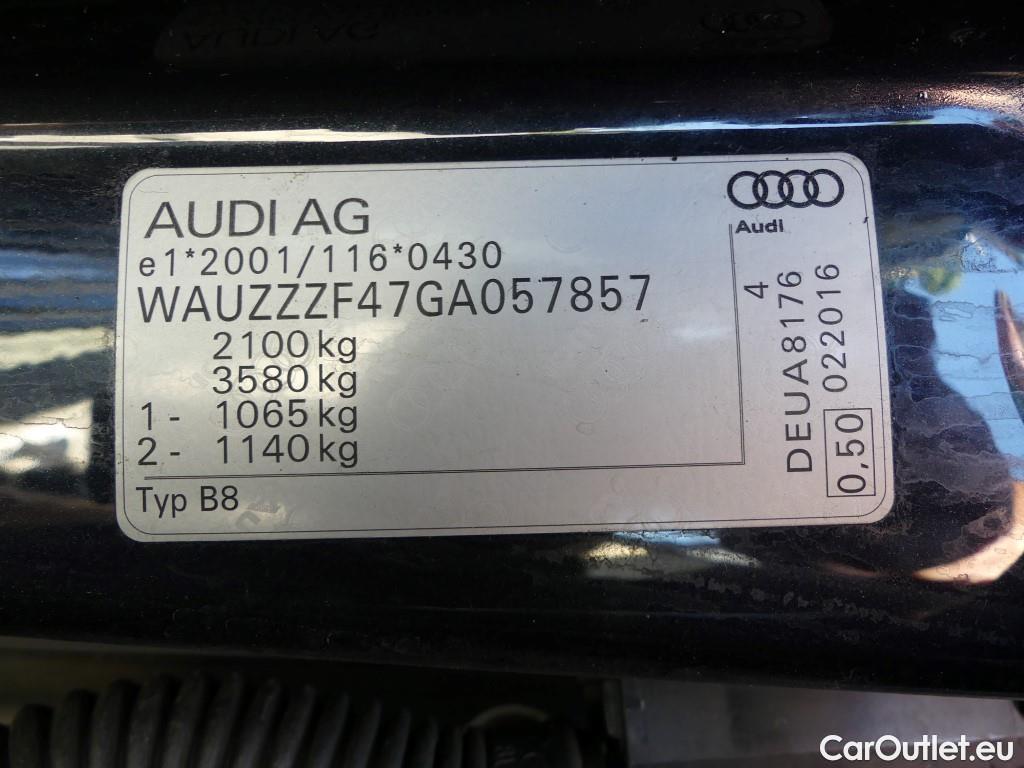 AUDI AG
Audi
e1*2001/116*0430
WAUZZZF47GA057857
2100 kg
3580 kg
1 - 1065 kg
2 - 1140 kg
Typ B8
4
DEUA8176
0,50 022016
CarOutlet.eu